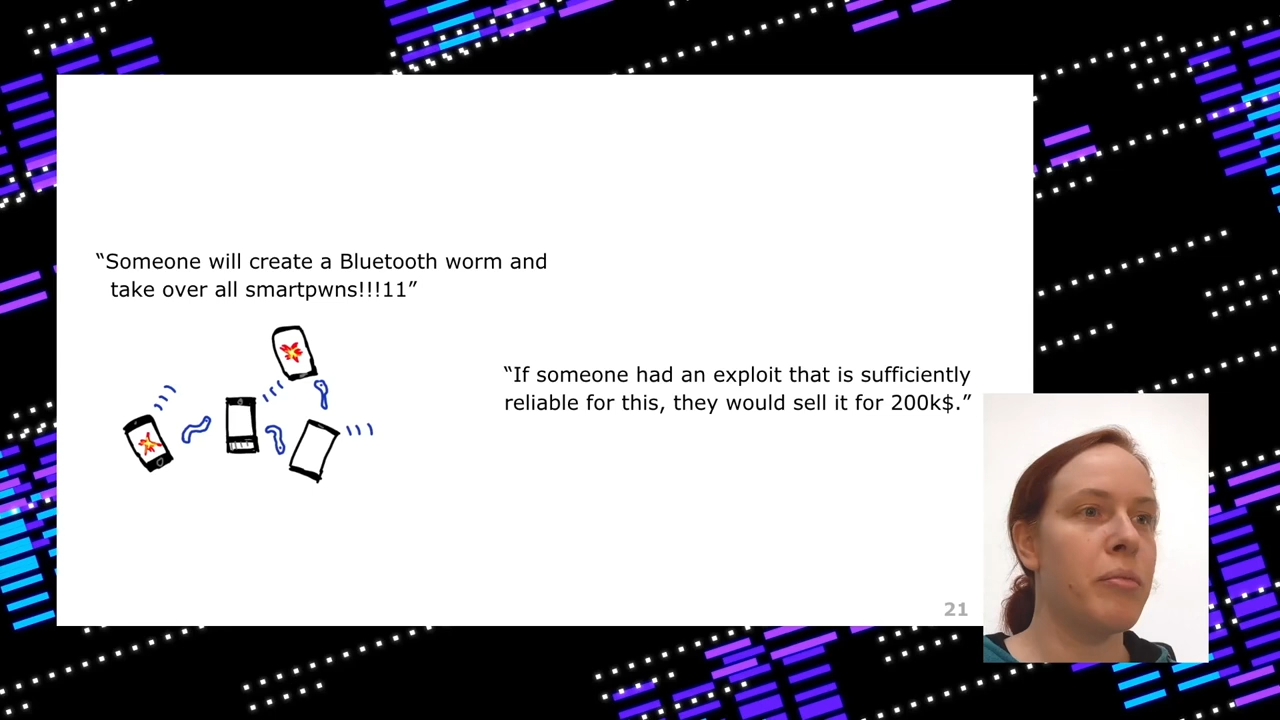 “Someone will create a Bluetooth worm and
take over all smartpwns!!!11”
“If someone had an exploit that is sufficiently
reliable for this, they would sell it for 200k$.”
21